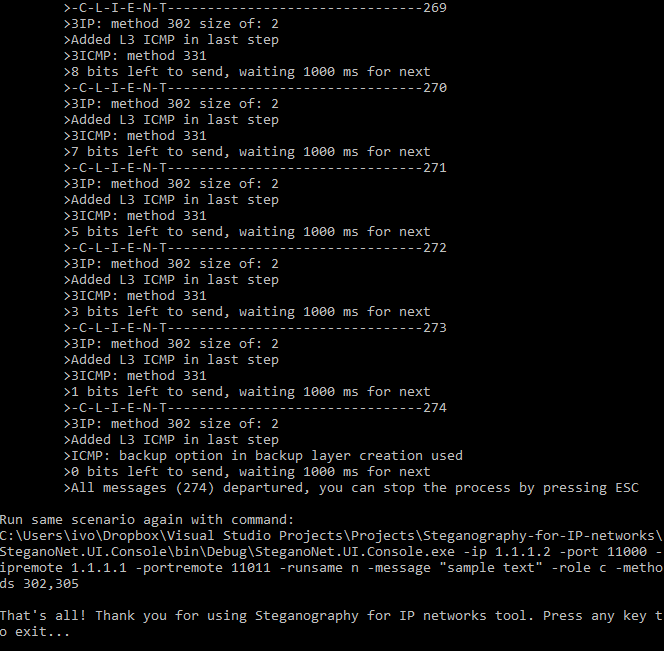 >-C-L-I-E-N-T--------------------------------269
>3IP: method 302 size of: 2
>Added L3 ICMP in last step
>3ICMP: method 331
>8 bits left to send, waiting 1000 ms for next
>-C-L-I-E-N-T--------------------------------270
>3IP: method 302 size of: 2
>Added L3 ICMP in last step
>3ICMP: method 331
>7 bits left to send, waiting 1000 ms for next
>-C-L-I-E-N-T--------------------------------271
>3IP: method 302 size of: 2
>Added L3 ICMP in last step
>3ICMP: method 331
>5 bits left to send, waiting 1000 ms for next
>-C-L-I-E-N-T--------------------------------272
>3IP: method 302 size of: 2
>Added L3 ICMP in last step
>3ICMP: method 331
>3 bits left to send, waiting 1000 ms for next
>-C-L-I-E-N-T--------------------------------273
>3IP: method 302 size of: 2
>Added L3 ICMP in last step
>3ICMP: method 331
>1 bits left to send, waiting 1000 ms for next
>-C-L-I-E-N-T--------------------------------274
>3IP: method 302 size of: 2
>Added L3 ICMP in last step
>ICMP: backup option in backup layer creation used
>0 bits left to send, waiting 1000 ms for next
>All messages (274) departured, you can stop the process by pressing ESC
Run same scenario again with command:
C:\Users\ivo\Dropbox\Visual Studio Projects\Projects\Steganography-for-IP-networks\
SteganoNet.UI.Console\bin\Debug\SteganoNet.UI.Console.exe -ip 1.1.1.2 -port 11000 -
ipremote 1.1.1.1 -portremote 11011 -runsame n -message "sample text" -role c -metho
ds 302,305
That's all! Thank you for using Steganography for IP networks tool. Press any key t
o exit...